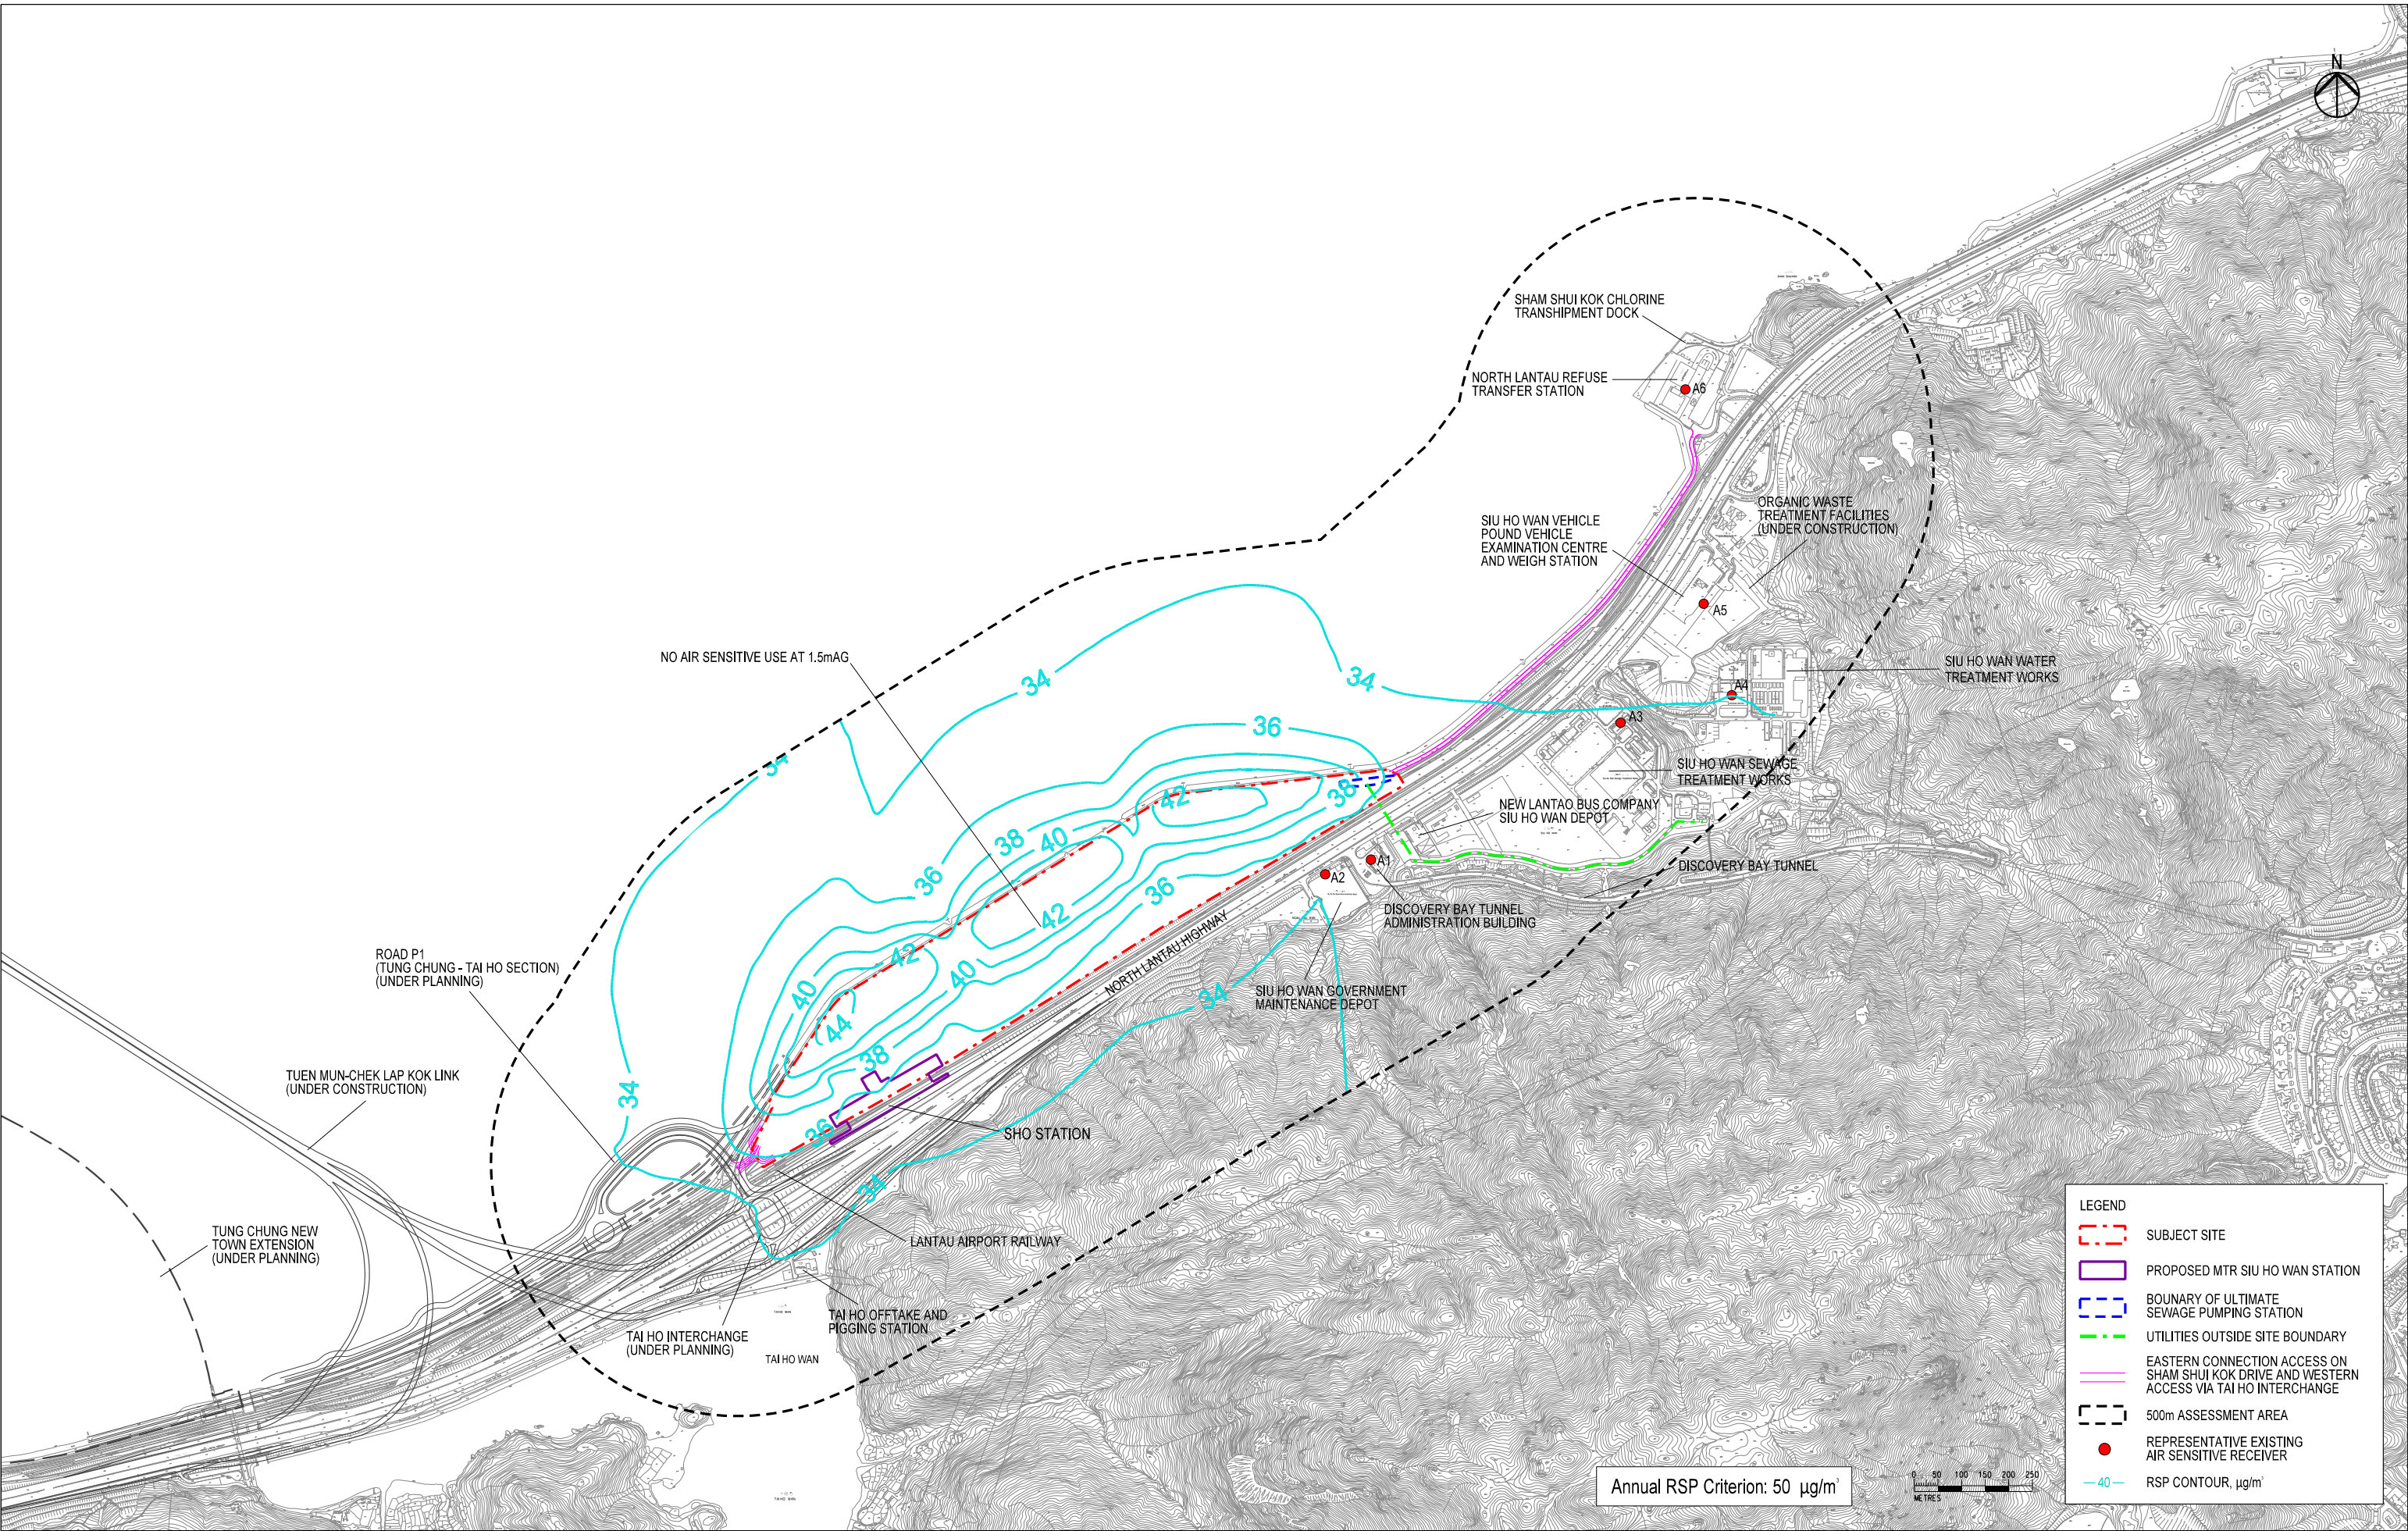 N
SHAM SHUI KOK CHLORINE
TRANSHIPMENT DOCK
NORTH LANTAU REFUSE
TRANSFER STATION
A6
ORGANIC WASTE
TREATMENT FACILITIES
(UNDER CONSTRUCTION)
SIU HO WAN VEHICLE
POUND VEHICLE
EXAMINATION CENTRE
AND WEIGH STATION
A5
NO AIR SENSITIVE USE AT 1.5mAG
SIU HO WAN WATER
TREATMENT WORKS
34
34
A4
A3
36
34
SIU HO WAN SEWAGE
TREATMENT WORKS
42
38
NEW LANTAO BUS COMPANY
SIU HO WAN DEPOT
38
40
A1
A2
DISCOVERY BAY TUNNEL
36
36
42
DISCOVERY BAY TUNNEL
ADMINISTRATION BUILDING
NORTH LANTAU HIGHWAY
ROAD P1
(TUNG CHUNG - TAI HO SECTION)
(UNDER PLANNING)
42
40
40
34
SIU HO WAN GOVERNMENT
MAINTENANCE DEPOT
44
38
TUEN MUN-CHEK LAP KOK LINK
(UNDER CONSTRUCTION)
34
36
SHO STATION
34
TUNG CHUNG NEW
TOWN EXTENSION
(UNDER PLANNING)
LANTAU AIRPORT RAILWAY
TAI HO OFFTAKE AND
PIGGING STATION
TAI HO INTERCHANGE
(UNDER PLANNING)
TAI HO WAN
LEGEND
SUBJECT SITE
PROPOSED MTR SIU HO WAN STATION
BOUNARY OF ULTIMATE
SEWAGE PUMPING STATION
UTILITIES OUTSIDE SITE BOUNDARY
EASTERN CONNECTION ACCESS ON
SHAM SHUI KOK DRIVE AND WESTERN
ACCESS VIA TAI HO INTERCHANGE
500m ASSESSMENT AREA
REPRESENTATIVE EXISTING
AIR SENSITIVE RECEIVER
40 RSP CONTOUR, µg/m³
Annual RSP Criterion: 50 µg/m³
0 50 100 150 200 250
METRES